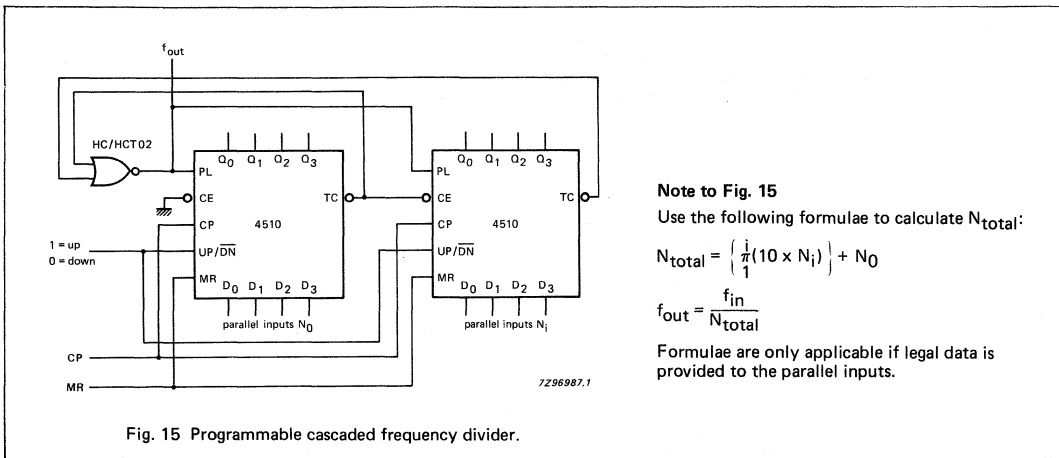 f_out
HC/HCT02
Q0 Q1 Q2 Q3
PL
CE
TC
CP
4510
UP/D̅N̅
MR
D0 D1 D2 D3
parallel inputs N0
Q0 Q1 Q2 Q3
PL
CE
TC
CP
4510
UP/D̅N̅
MR
D0 D1 D2 D3
parallel inputs Ni
1 = up
0 = down
CP
MR
7Z96987.1
Fig. 15 Programmable cascaded frequency divider.
Note to Fig. 15
Use the following formulae to calculate N_total:
N_total = { i π 1 (10 x Ni) } + N0
f_out = f_in / N_total
Formulae are only applicable if legal data is
provided to the parallel inputs.